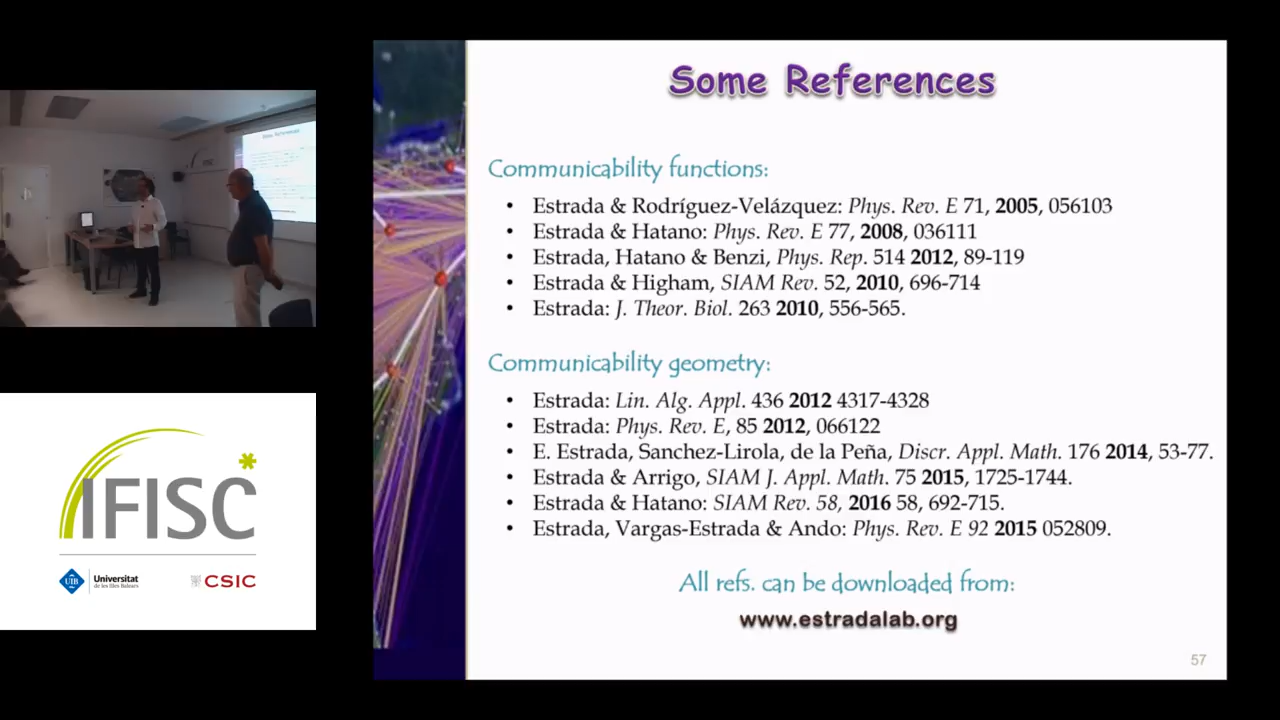 Some References
Communicability functions:
• Estrada & Rodríguez-Velázquez: Phys. Rev. E 71, 2005, 056103
• Estrada & Hatano: Phys. Rev. E 77, 2008, 036111
• Estrada, Hatano & Benzi, Phys. Rep. 514 2012, 89-119
• Estrada & Higham, SIAM Rev. 52, 2010, 696-714
• Estrada: J. Theor. Biol. 263 2010, 556-565.
Communicability geometry:
• Estrada: Lin. Alg. Appl. 436 2012 4317-4328
• Estrada: Phys. Rev. E, 85 2012, 066122
• E. Estrada, Sanchez-Lirola, de la Peña, Discr. Appl. Math. 176 2014, 53-77.
• Estrada & Arrigo, SIAM J. Appl. Math. 75 2015, 1725-1744.
• Estrada & Hatano: SIAM Rev. 58, 2016 58, 692-715.
• Estrada, Vargas-Estrada & Ando: Phys. Rev. E 92 2015 052809.
All refs. can be downloaded from:
www.estradalab.org
57
Some References
IFISC
UIB Universitat
de les Illes Balears
CSIC